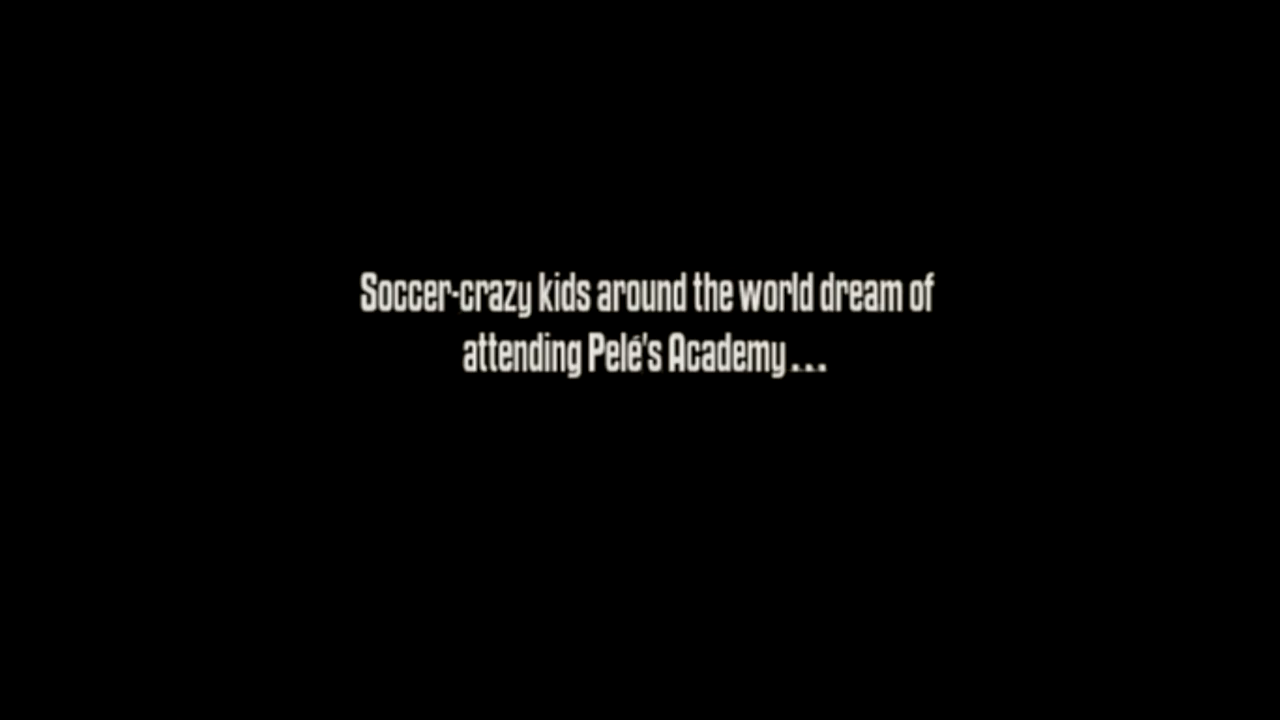 Soccer-crazy kids around the world dream of
attending Pelé's Academy...